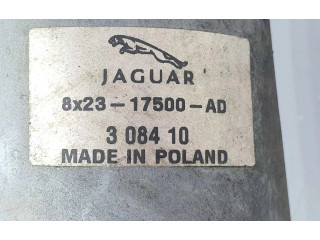 JAGUAR
8x23-17500-AD
3 084 10
MADE IN POLAND